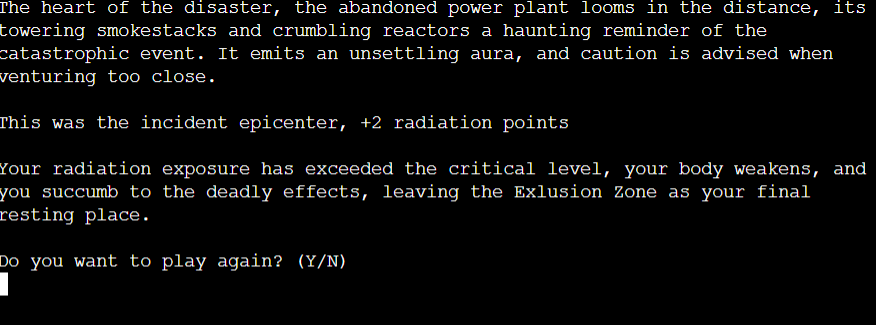 The heart of the disaster, the abandoned power plant looms in the distance, its
towering smokestacks and crumbling reactors a haunting reminder of the
catastrophic event. It emits an unsettling aura, and caution is advised when
venturing too close.
This was the incident epicenter, +2 radiation points
Your radiation exposure has exceeded the critical level, your body weakens, and
you succumb to the deadly effects, leaving the Exlusion Zone as your final
resting place.
Do you want to play again? (Y/N)